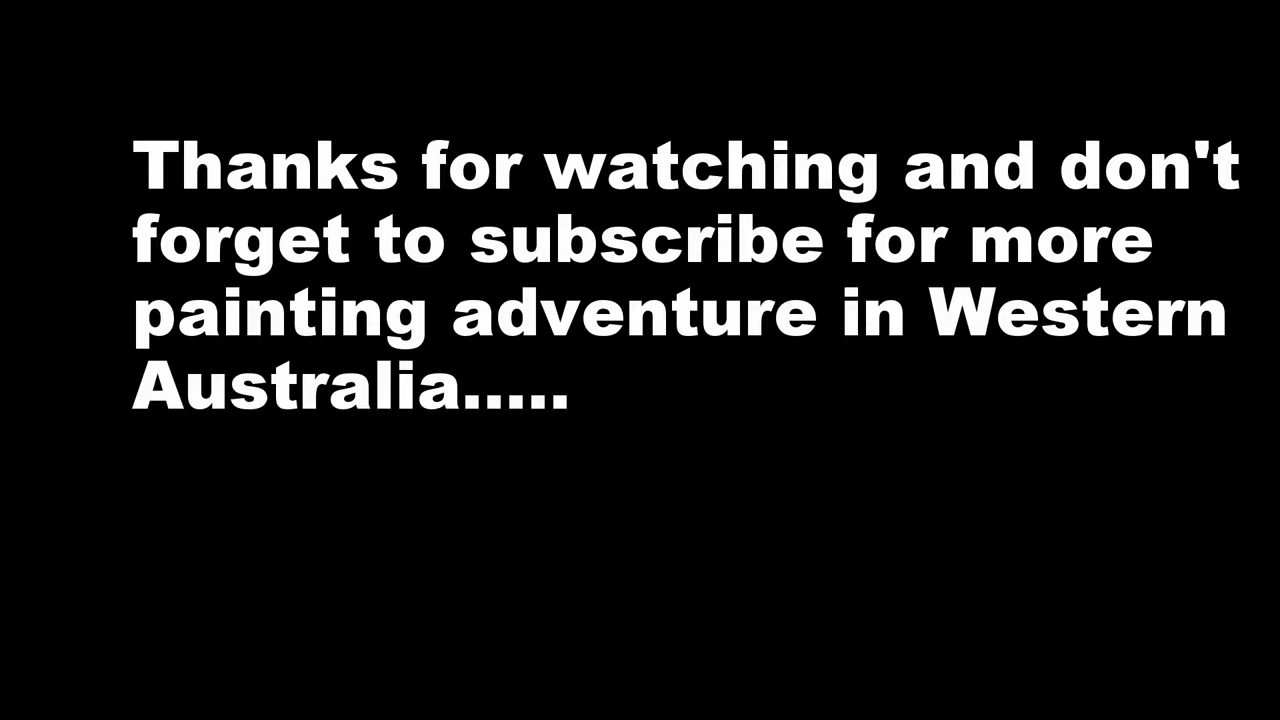 Thanks for watching and don't
forget to subscribe for more
painting adventure in Western
Australia.....